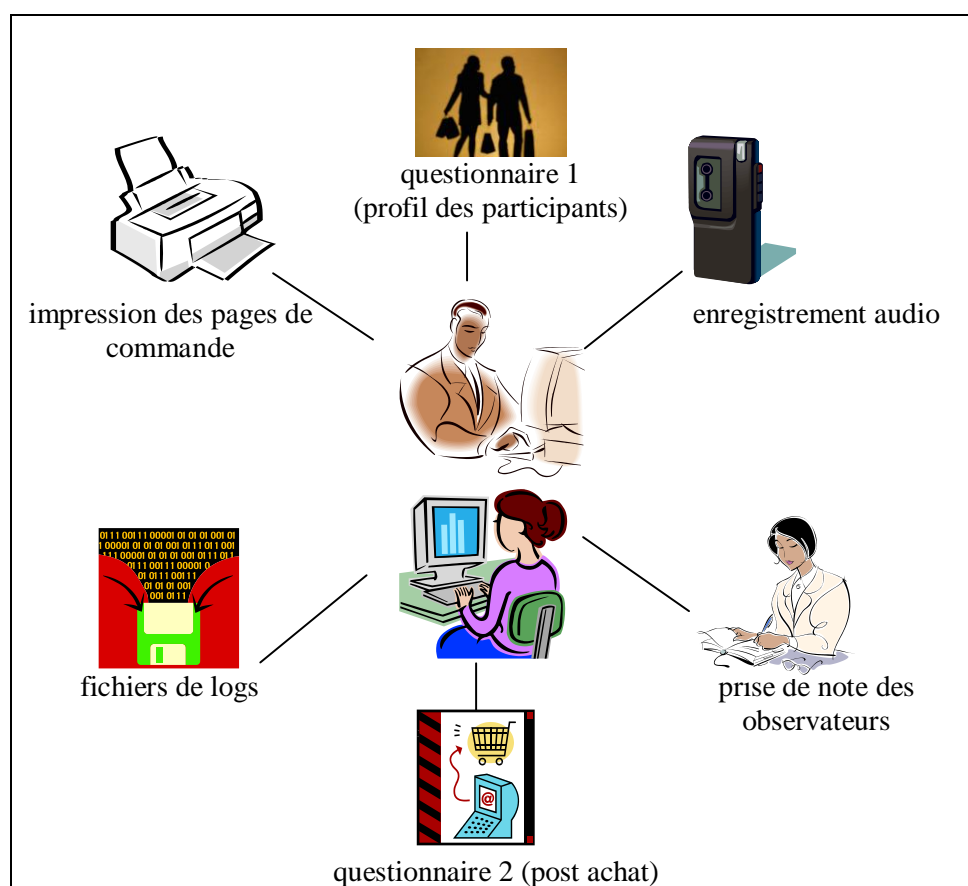 questionnaire 1
(profil des participants)
impression des pages de
commande
enregistrement audio
fichiers de logs
prise de note des
observateurs
questionnaire 2 (post achat)